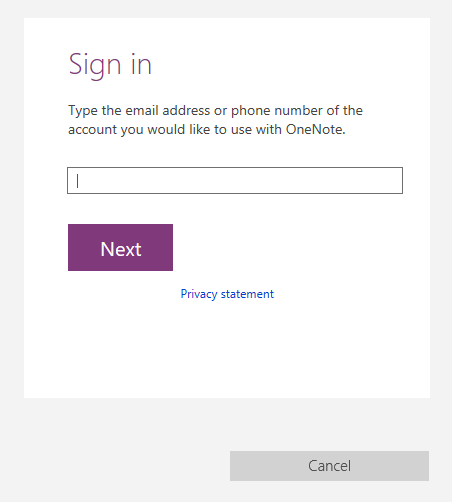 Sign in
Type the email address or phone number of the
account you would like to use with OneNote.
Next
Privacy statement
Cancel